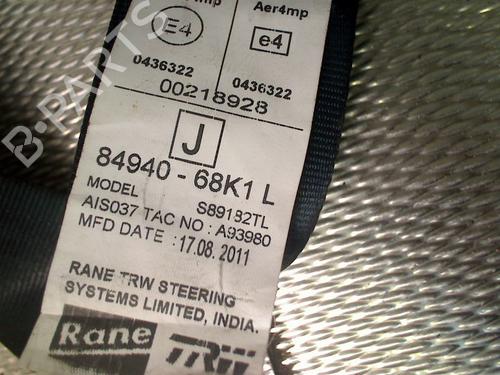 Aer4mp
E4
e4
0436322
0436322
00218928
J
84940 - 68K1 L
MODEL S89182TL
AIS037 TAC NO : A93980
MFD DATE : 17.08. 2011
RANE TRW STEERING
SYSTEMS LIMITED, INDIA.
Rane TRW
B-PARTS